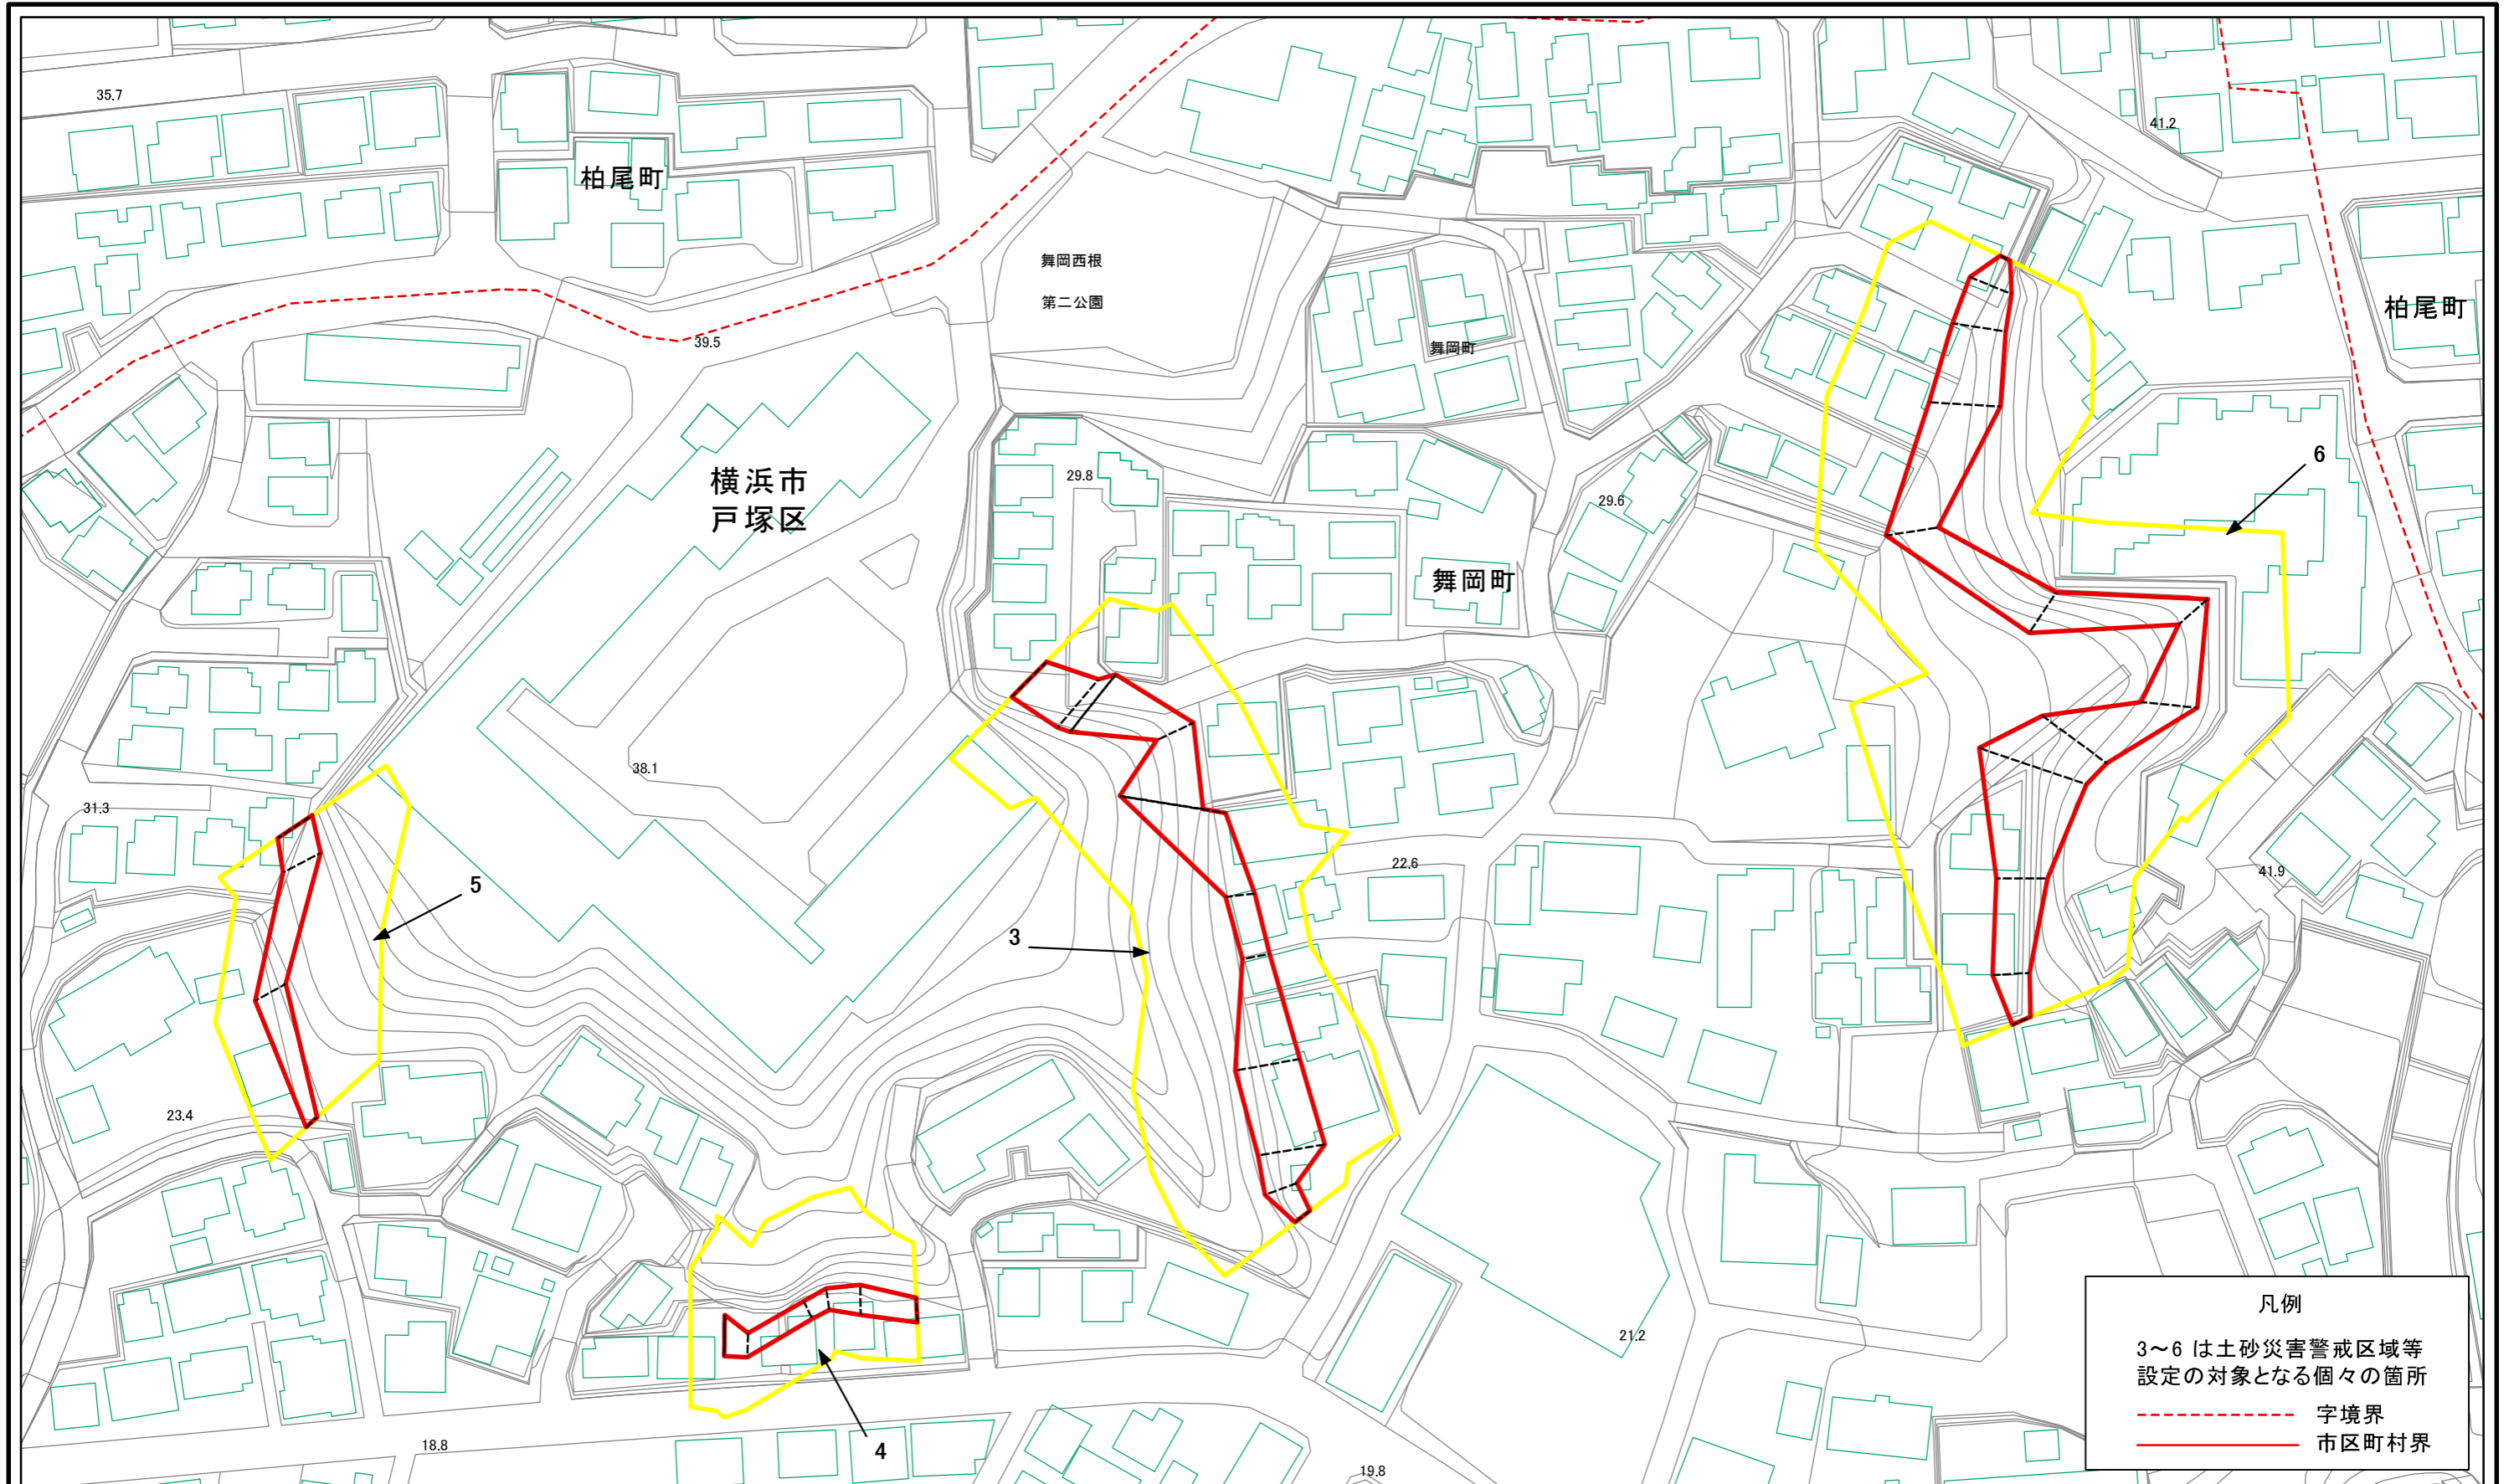 35.7
41.2
柏尾町
舞岡西根
第二公園
柏尾町
39.5
舞岡町
6
横浜市
戸塚区
29.8
29.6
舞岡町
38.1
31.3
22.6
41.9
5
3
23.4
凡例
3～6 は土砂災害警戒区域等
設定の対象となる個々の箇所
字境界
市区町村界
21.2
4
18.8
19.8